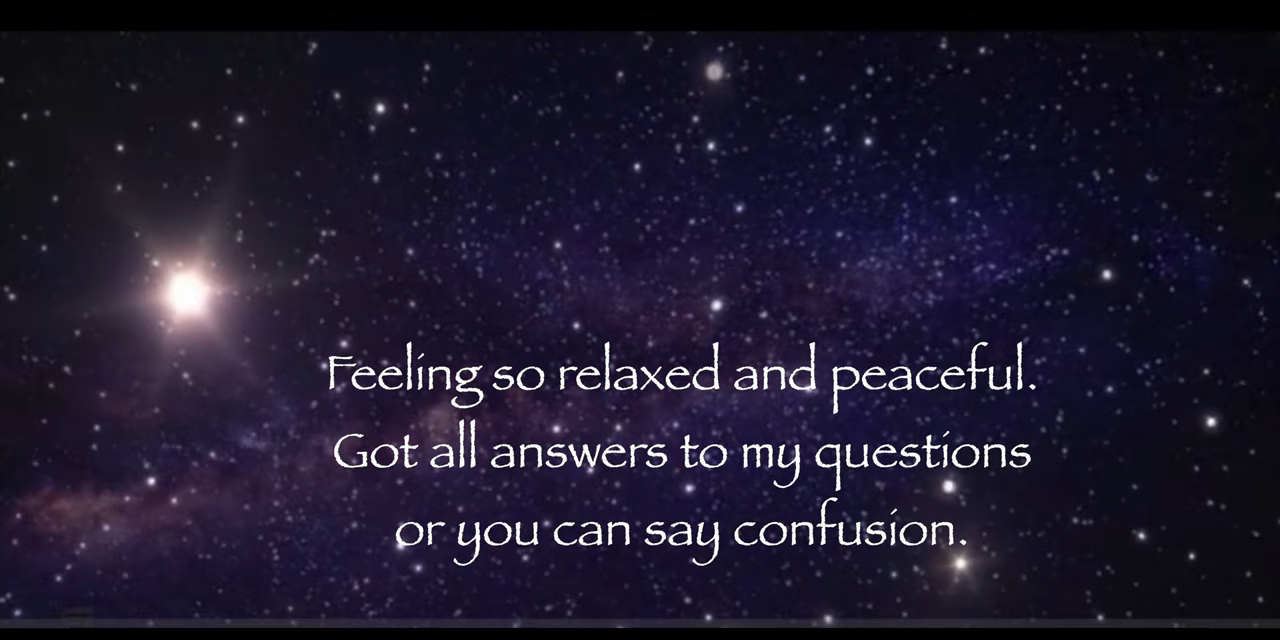 Feeling so relaxed and peaceful.
Got all answers to my questions
or you can say confusion.